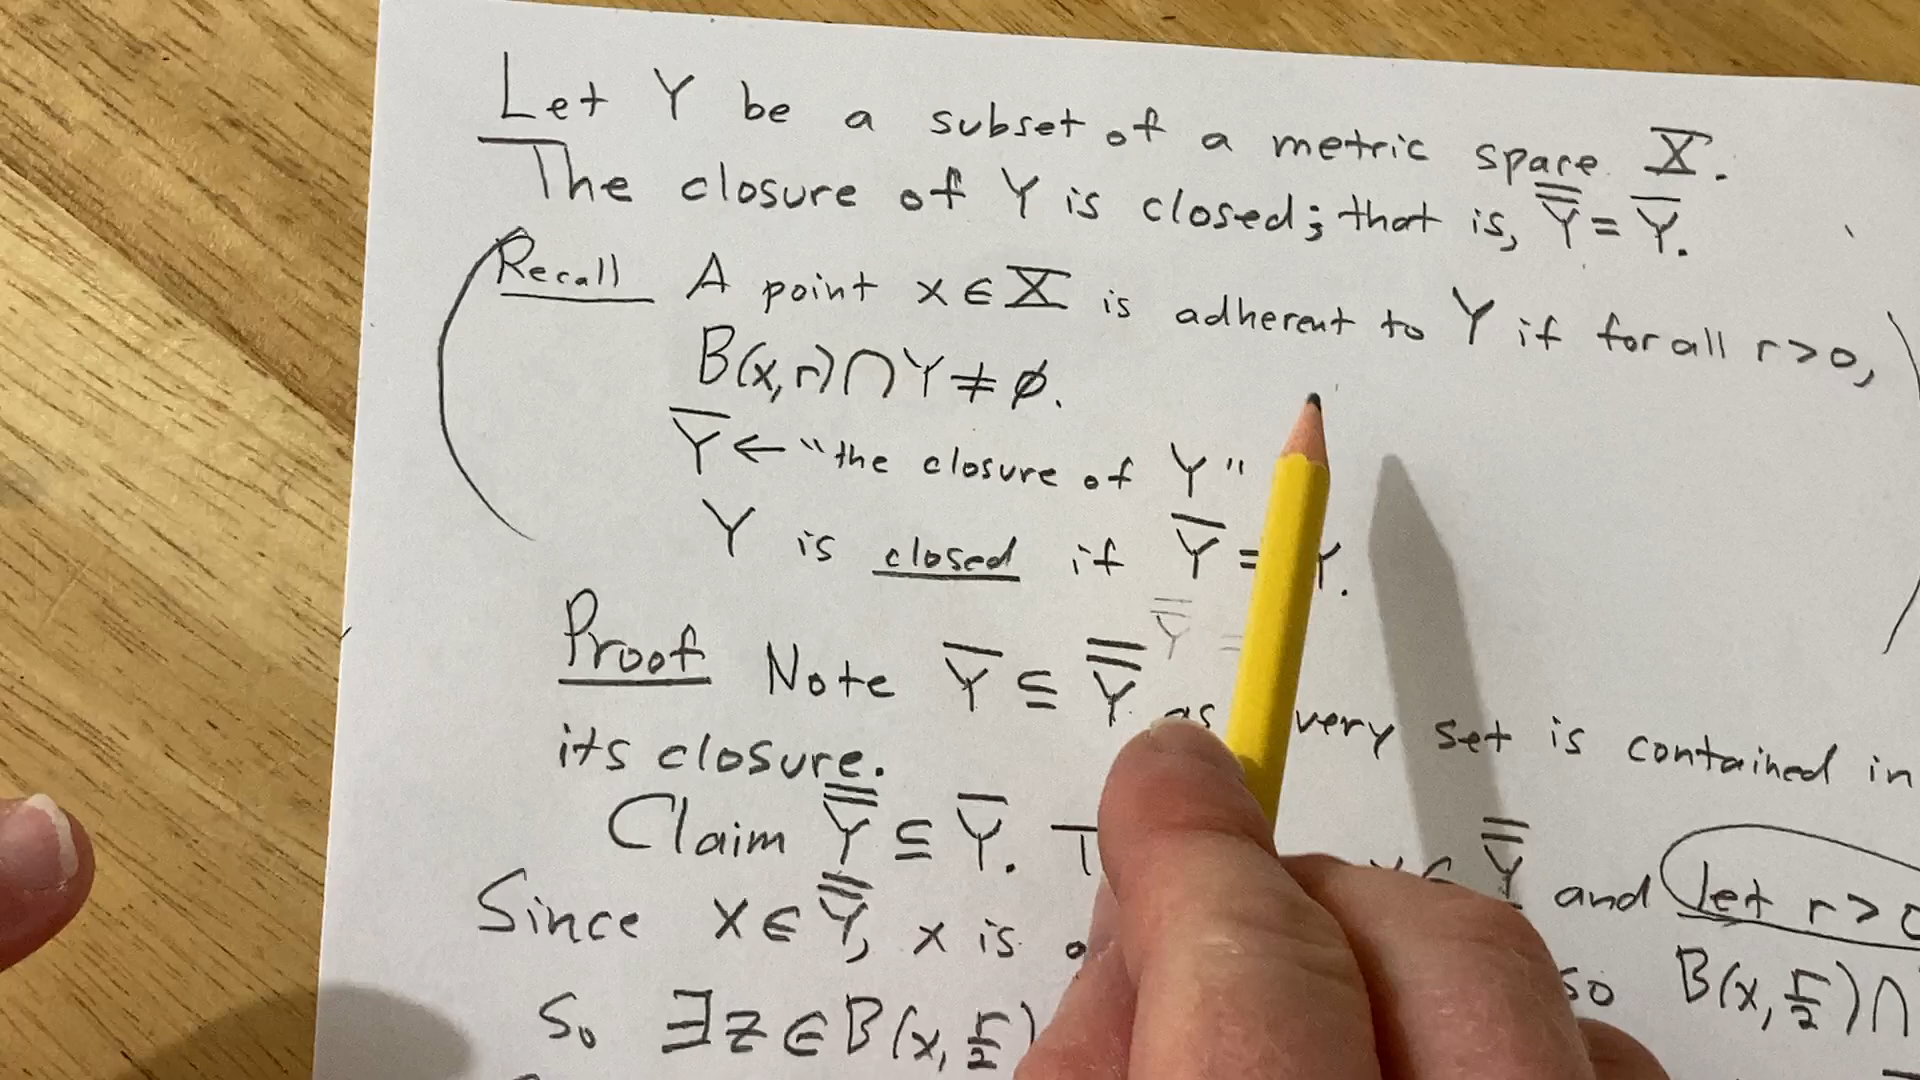 Let Y be a subset of a metric space X.
The closure of Y is closed; that is, Y̿ = Y̅.
Recall A point x ∈ X is adherent to Y if for all r > 0,
B(x, r) ∩ Y ≠ ∅.
Y̅ ← "the closure of Y"
Y is closed if Y̅ = Y.
Y̿ =
Proof Note Y̅ ⊆ Y̿ as very set is contained in
its closure.
Claim Y̿ ⊆ Y̅. ∈ Y̿ and let r > 0
Since x ∈ Y̿, x is so B(x, r/2) ∩
So ∃ z ∈ B(x, r/2)